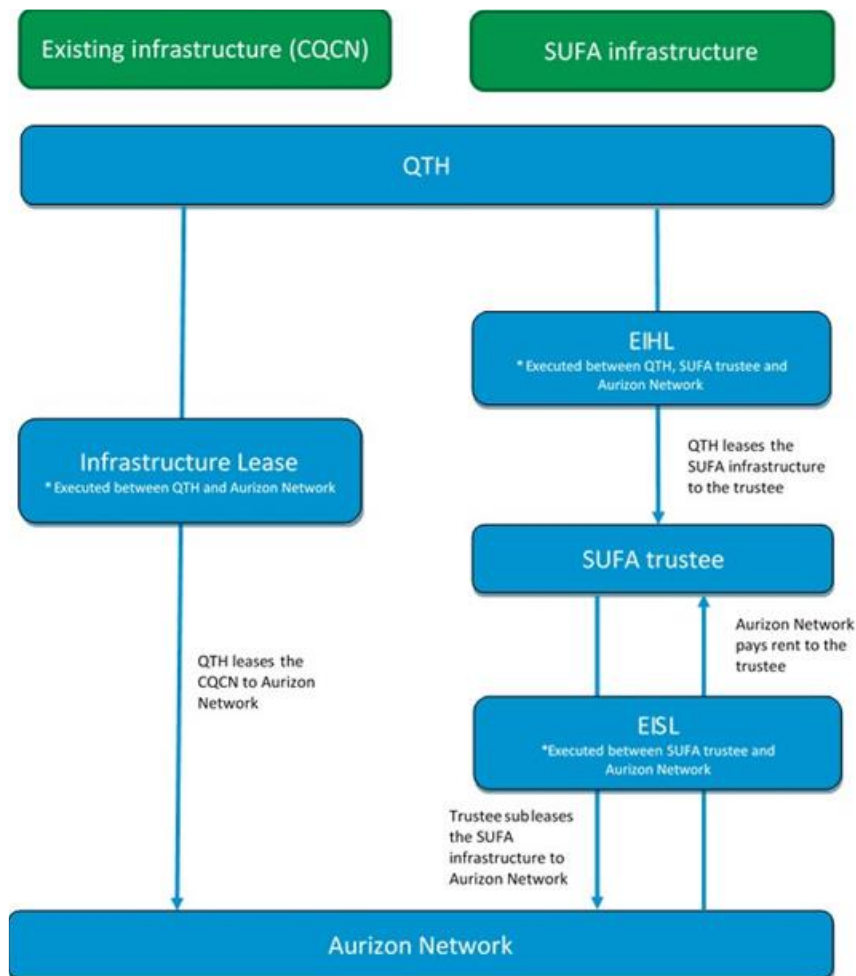 Existing infrastructure (CQCN)
SUFA infrastructure
QTH
EIHL
* Executed between QTH, SUFA trustee and
Aurizon Network
Infrastructure Lease
* Executed between QTH and Aurizon Network
QTH leases the
SUFA infrastructure
to the trustee
SUFA trustee
QTH leases the
CQCN to Aurizon
Network
Aurizon Network
pays rent to the
trustee
EISL
*Executed between SUFA trustee and
Aurizon Network
Trustee subleases
the SUFA
infrastructure to
Aurizon Network
Aurizon Network